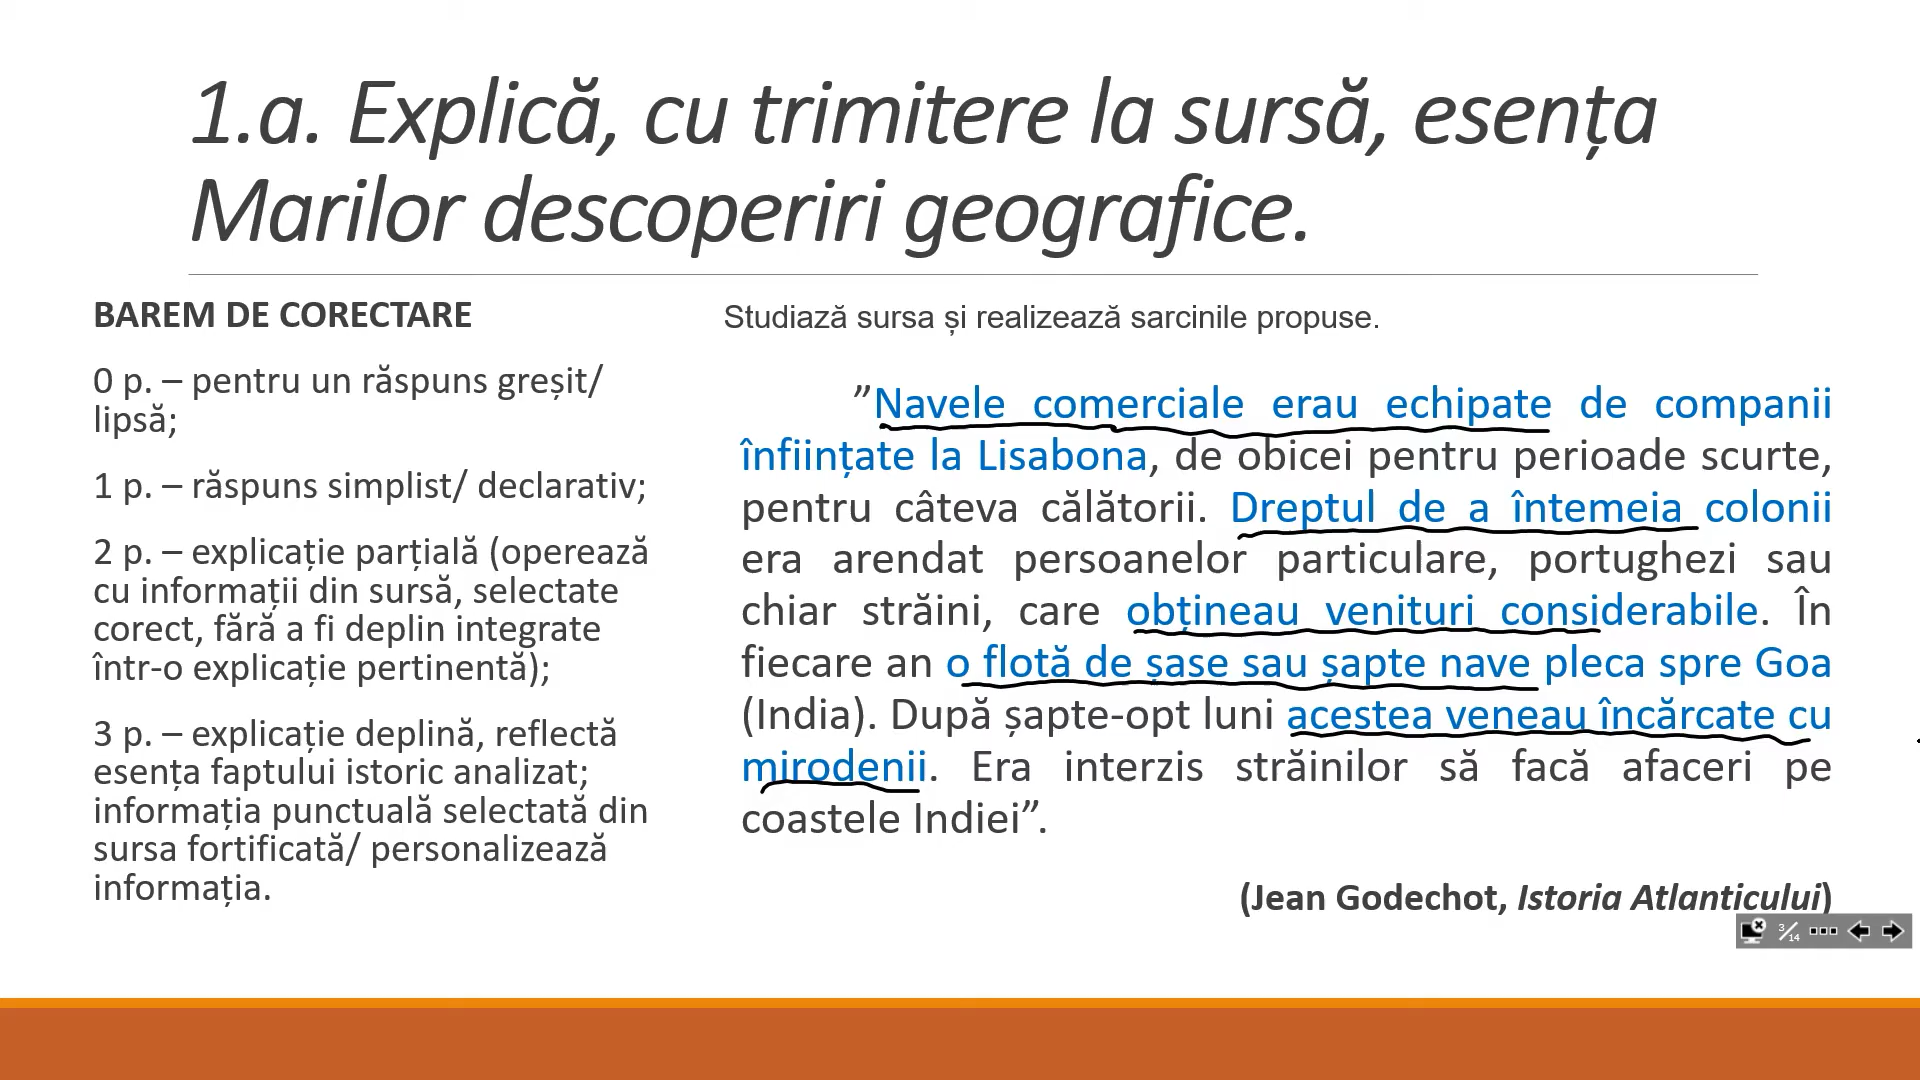 1.a. Explică, cu trimitere la sursă, esența
Marilor descoperiri geografice.
BAREM DE CORECTARE
0 p. – pentru un răspuns greșit/
lipsă;
1 p. – răspuns simplist/ declarativ;
2 p. – explicație parțială (operează
cu informații din sursă, selectate
corect, fără a fi deplin integrate
într-o explicație pertinentă);
3 p. – explicație deplină, reflectă
esența faptului istoric analizat;
informația punctuală selectată din
sursa fortificată/ personalizează
informația.
Studiază sursa și realizează sarcinile propuse.
”Navele comerciale erau echipate de companii
înființate la Lisabona, de obicei pentru perioade scurte,
pentru câteva călătorii. Dreptul de a întemeia colonii
era arendat persoanelor particulare, portughezi sau
chiar străini, care obțineau venituri considerabile. În
fiecare an o flotă de șase sau șapte nave pleca spre Goa
(India). După șapte-opt luni acestea veneau încărcate cu
mirodenii. Era interzis străinilor să facă afaceri pe
coastele Indiei”.
(Jean Godechot, Istoria Atlanticului)
3/14